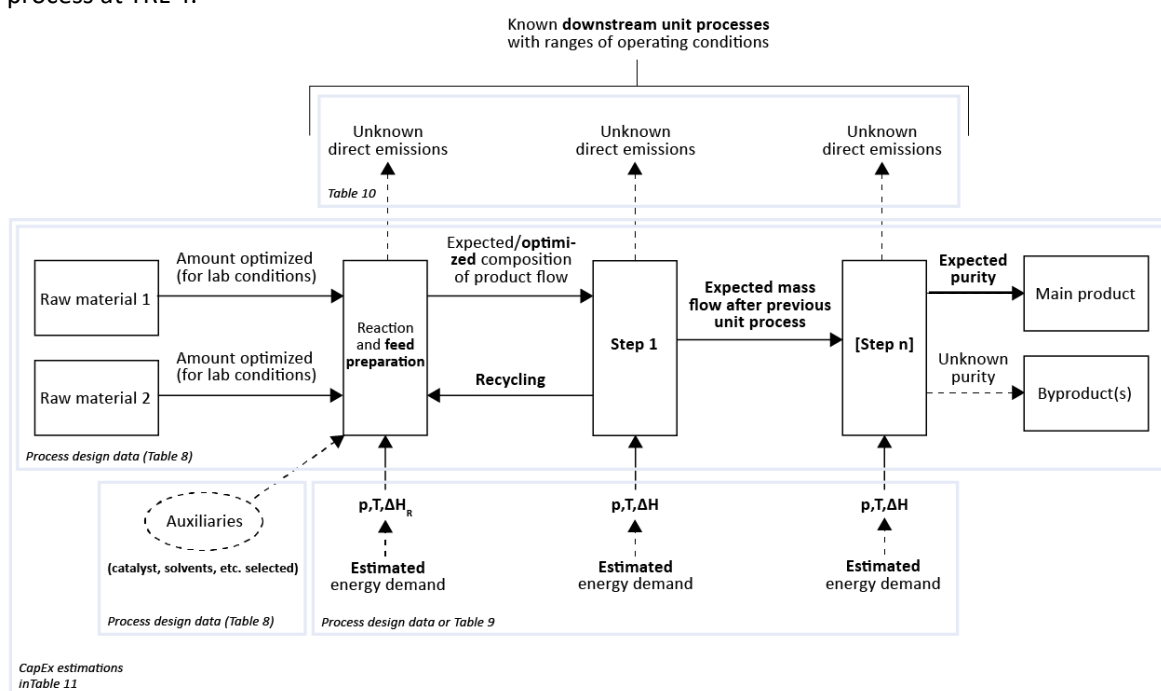 process at TRL 4.
Known downstream unit processes
with ranges of operating conditions
Unknown
direct emissions
Unknown
direct emissions
Unknown
direct emissions
Table 10
Raw material 1
Amount optimized
(for lab conditions)
Raw material 2
Amount optimized
(for lab conditions)
Reaction
and feed
preparation
Expected/optimi-
zed composition
of product flow
Recycling
Step 1
Expected mass
flow after previous
unit process
[Step n]
Expected
purity
Main product
Unknown
purity
Byproduct(s)
Process design data (Table 8)
Auxiliaries
(catalyst, solvents, etc. selected)
Process design data (Table 8)
p,T,ΔHR
Estimated
energy demand
p,T,ΔH
Estimated
energy demand
p,T,ΔH
Estimated
energy demand
Process design data or Table 9
CapEx estimations
inTable 11